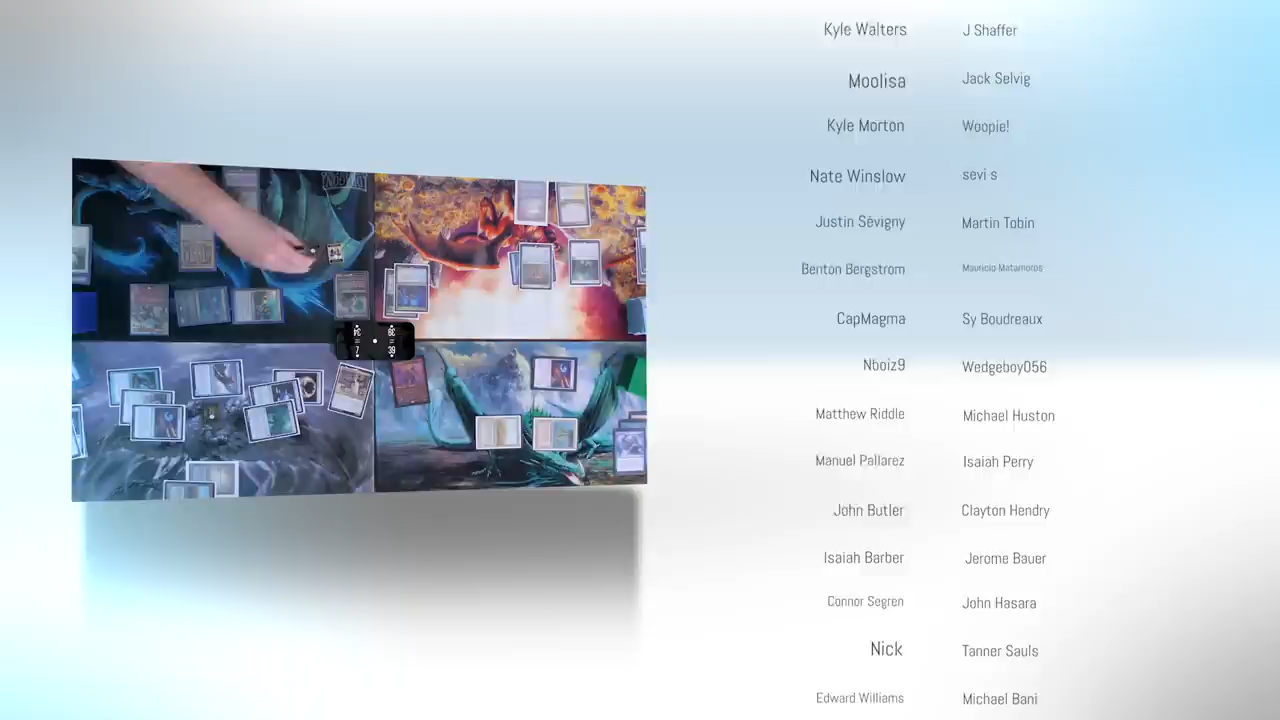 Kyle Walters J Shaffer
Moolisa Jack Selvig
Kyle Morton Woopie!
Nate Winslow sevi s
Justin Sévigny Martin Tobin
Benton Bergstrom Mauricio Matamoros
CapMagma Sy Boudreaux
Nboiz9 Wedgeboy056
Matthew Riddle Michael Huston
Manuel Pallarez Isaiah Perry
John Butler Clayton Hendry
Isaiah Barber Jerome Bauer
Connor Segren John Hasara
Nick Tanner Sauls
Edward Williams Michael Bani